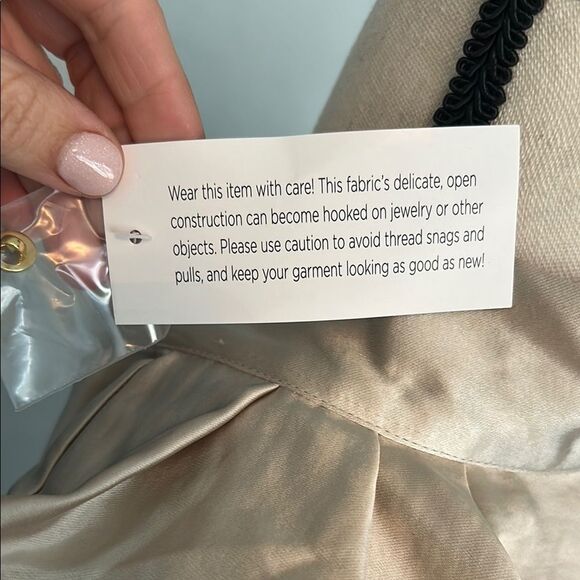 Wear this item with care! This fabric's delicate, open
construction can become hooked on jewelry or other
objects. Please use caution to avoid thread snags and
pulls, and keep your garment looking as good as new!